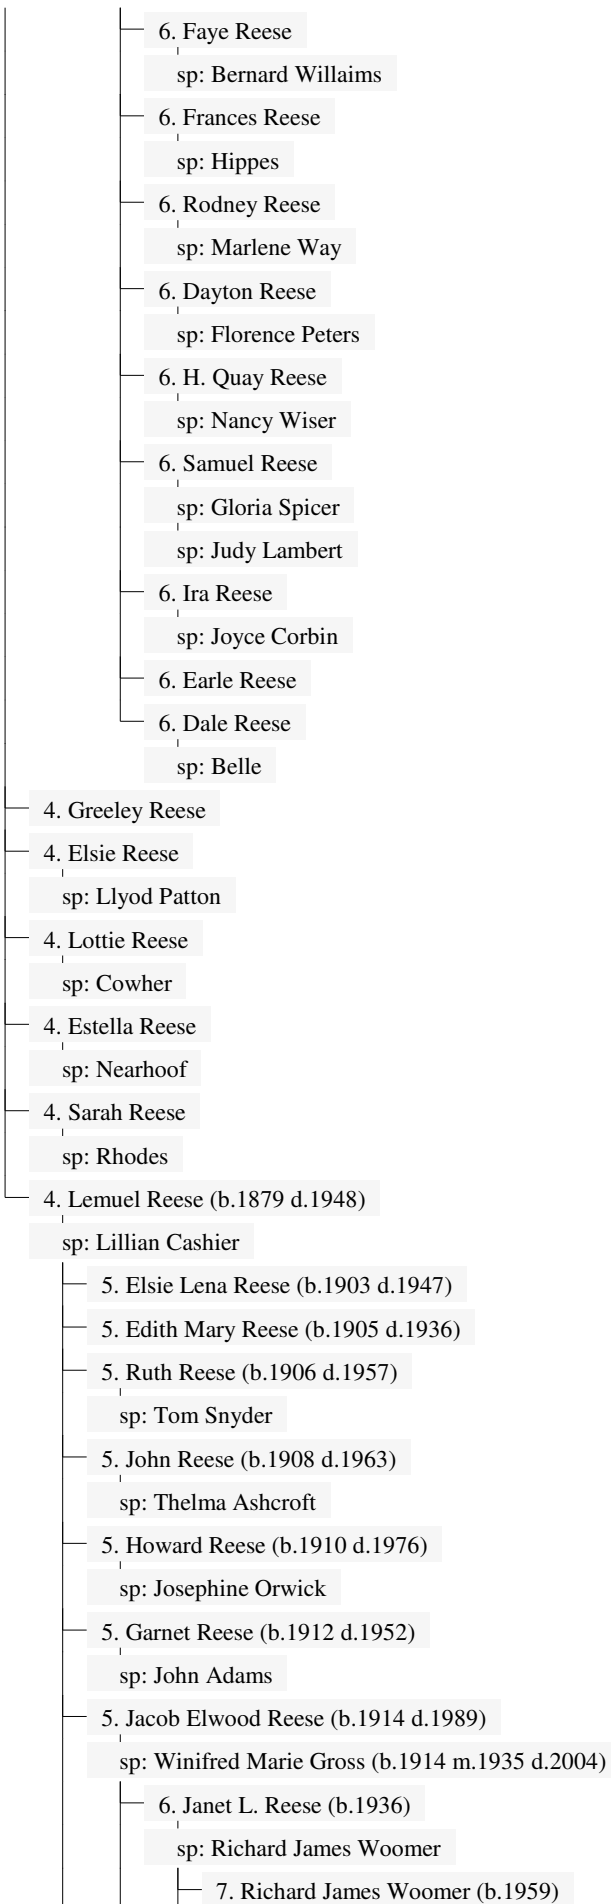 6. Faye Reese
sp: Bernard Willaims
6. Frances Reese
sp: Hippes
6. Rodney Reese
sp: Marlene Way
6. Dayton Reese
sp: Florence Peters
6. H. Quay Reese
sp: Nancy Wiser
6. Samuel Reese
sp: Gloria Spicer
sp: Judy Lambert
6. Ira Reese
sp: Joyce Corbin
6. Earle Reese
6. Dale Reese
sp: Belle
4. Greeley Reese
4. Elsie Reese
sp: Llyod Patton
4. Lottie Reese
sp: Cowher
4. Estella Reese
sp: Nearhoof
4. Sarah Reese
sp: Rhodes
4. Lemuel Reese (b.1879 d.1948)
sp: Lillian Cashier
5. Elsie Lena Reese (b.1903 d.1947)
5. Edith Mary Reese (b.1905 d.1936)
5. Ruth Reese (b.1906 d.1957)
sp: Tom Snyder
5. John Reese (b.1908 d.1963)
sp: Thelma Ashcroft
5. Howard Reese (b.1910 d.1976)
sp: Josephine Orwick
5. Garnet Reese (b.1912 d.1952)
sp: John Adams
5. Jacob Elwood Reese (b.1914 d.1989)
sp: Winifred Marie Gross (b.1914 m.1935 d.2004)
6. Janet L. Reese (b.1936)
sp: Richard James Woomer
7. Richard James Woomer (b.1959)